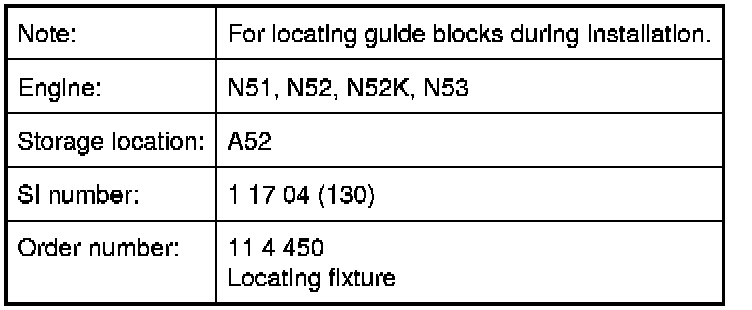 Note: For locating guide blocks during installation.
Engine: N51, N52, N52K, N53
Storage location: A52
SI number: 1 17 04 (130)
Order number: 11 4 450
Locating fixture